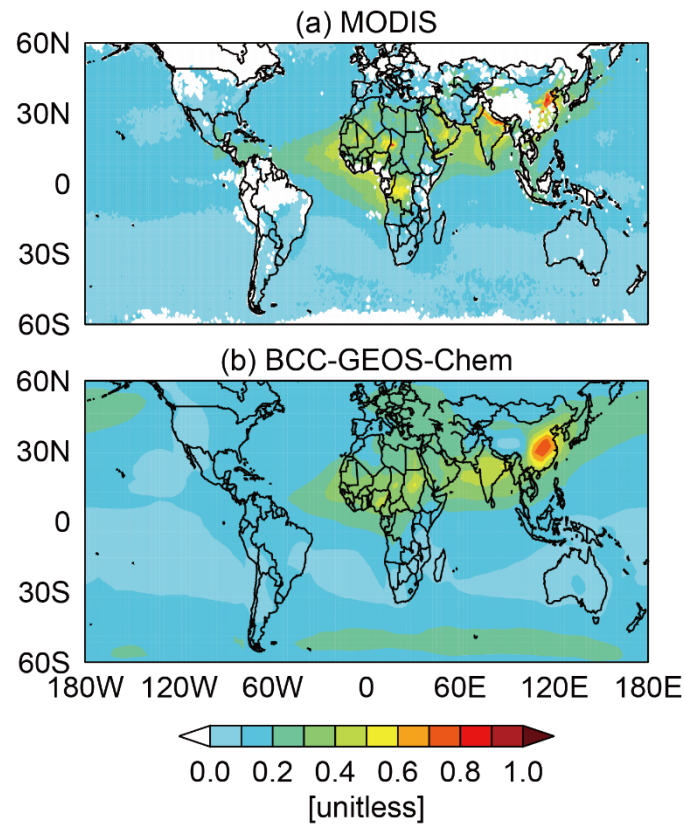 (a) MODIS
60N
30N
0
30S
60S
(b) BCC-GEOS-Chem
60N
30N
0
30S
60S
180W 120W 60W 0 60E 120E 180E
0.0 0.2 0.4 0.6 0.8 1.0
[unitless]